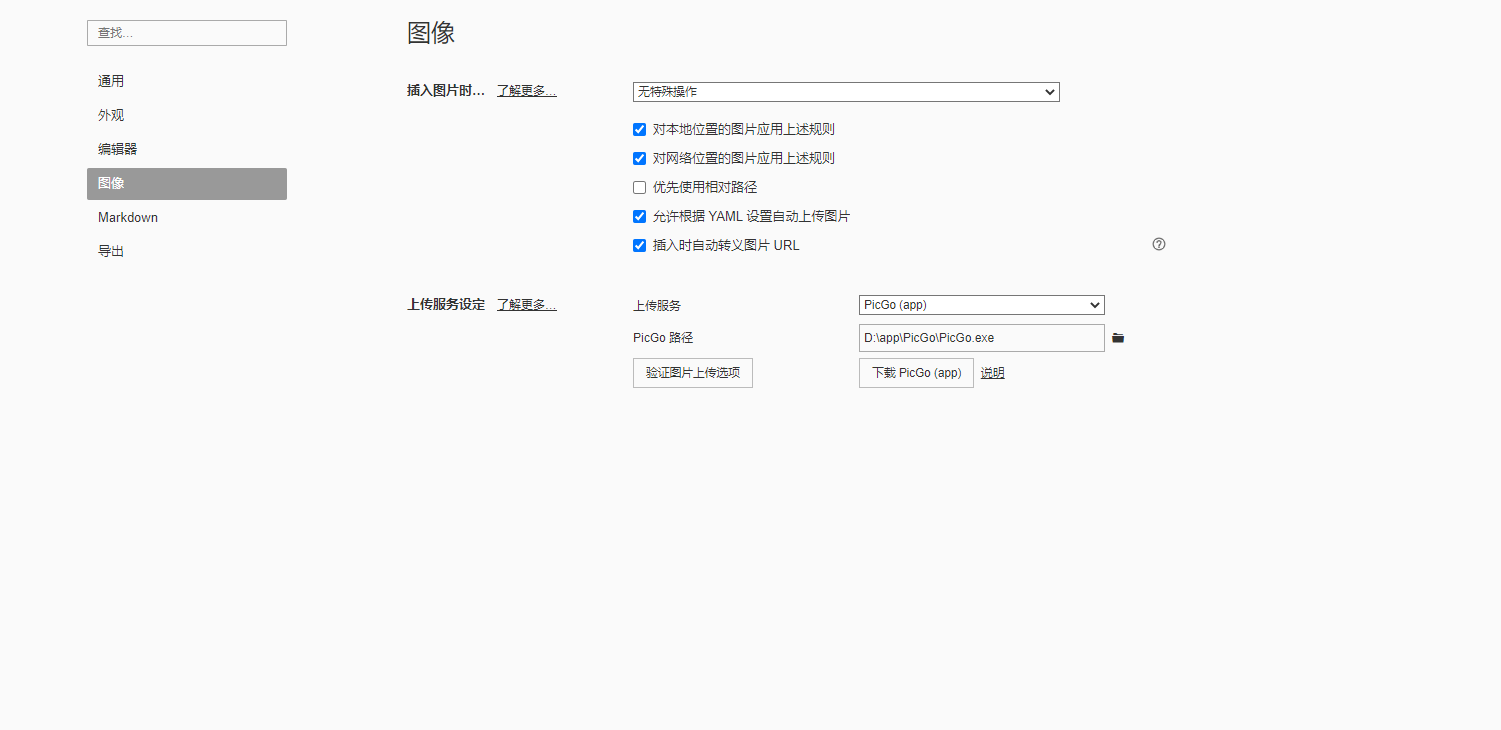 查找...
通用
外观
编辑器
图像
Markdown
导出
图像
插入图片时... 了解更多... 无特殊操作
对本地位置的图片应用上述规则
对网络位置的图片应用上述规则
优先使用相对路径
允许根据 YAML 设置自动上传图片
插入时自动转义图片 URL
上传服务设定 了解更多... 上传服务 PicGo (app)
PicGo 路径 D:\app\PicGo\PicGo.exe
验证图片上传选项 下载 PicGo (app) 说明